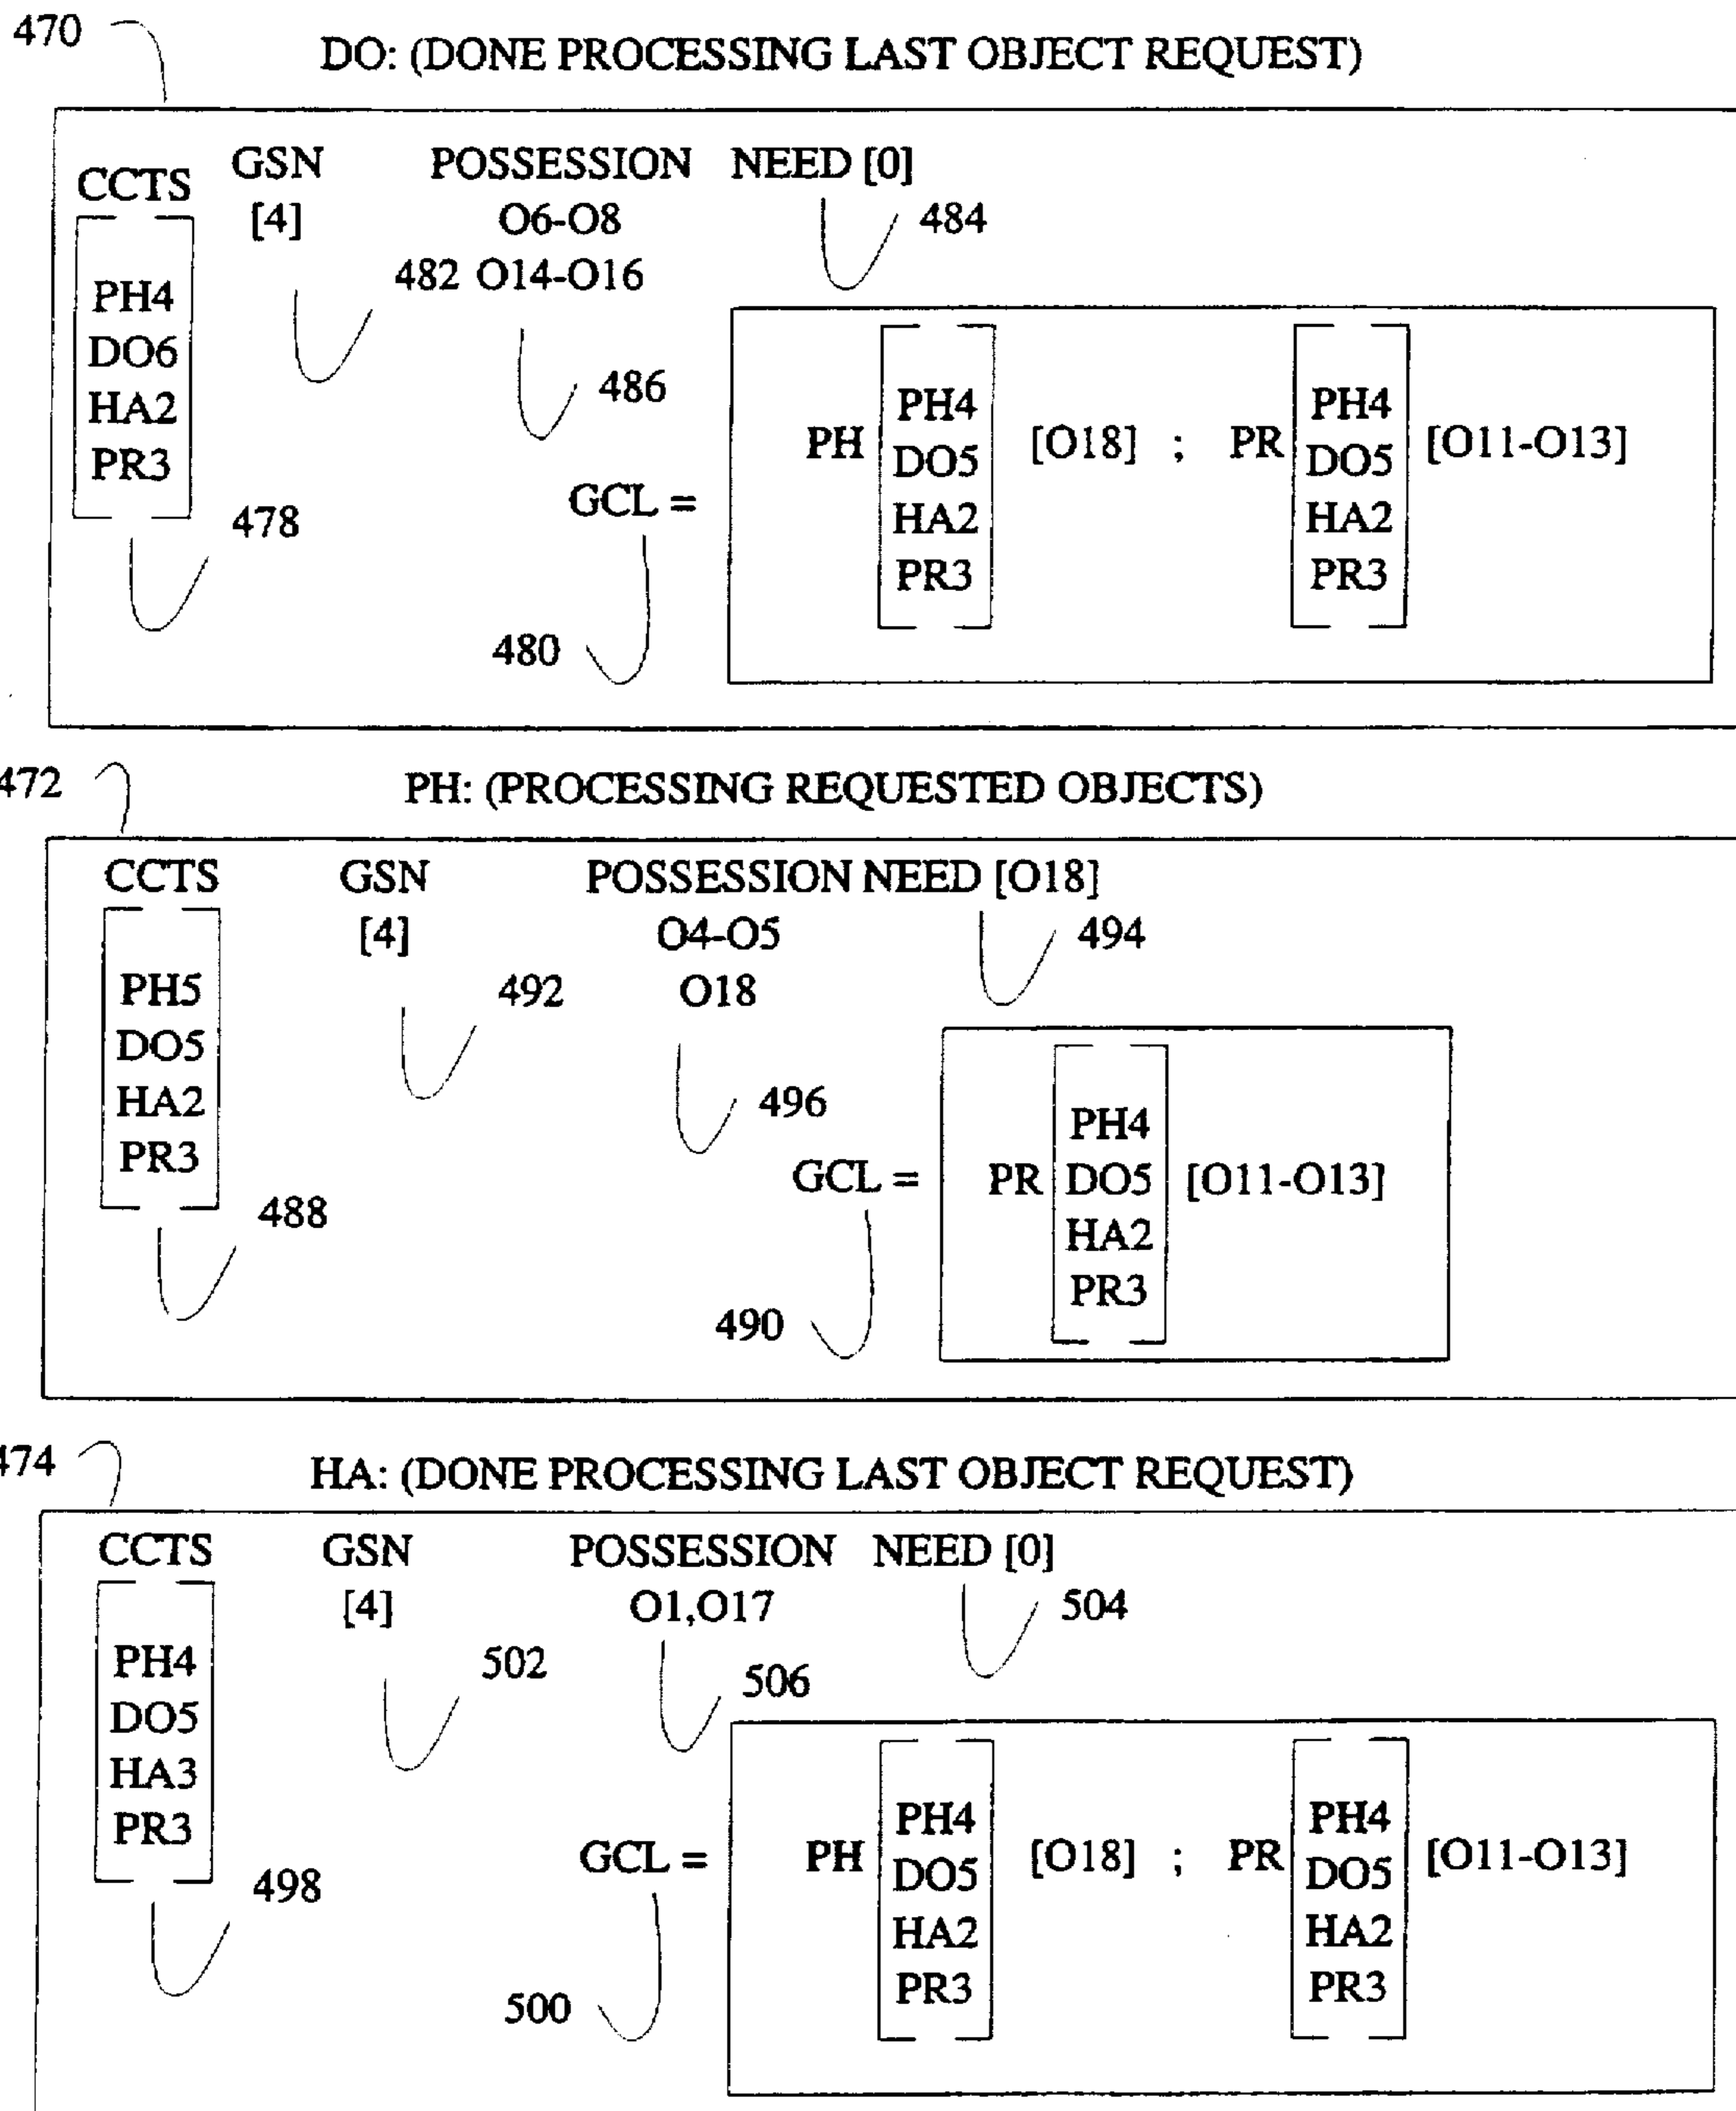 470
DO: (DONE PROCESSING LAST OBJECT REQUEST)
CCTS GSN POSSESSION NEED [0]
[4] O6-O8 484
482 O14-O16
PH4
DO6
HA2
PR3
478
486
GCL =
480
PH PH4 DO5 HA2 PR3 [O18] ; PR PH4 DO5 HA2 PR3 [O11-O13]
472
PH: (PROCESSING REQUESTED OBJECTS)
CCTS GSN POSSESSION NEED [O18]
[4] O4-O5 494
492 O18
PH5
DO5
HA2
PR3
488
496
GCL =
490
PR PH4 DO5 HA2 PR3 [O11-O13]
474
HA: (DONE PROCESSING LAST OBJECT REQUEST)
CCTS GSN POSSESSION NEED [0]
[4] O1,O17 504
502 506
PH4
DO5
HA3
PR3
498
GCL =
500
PH PH4 DO5 HA2 PR3 [O18] ; PR PH4 DO5 HA2 PR3 [O11-O13]